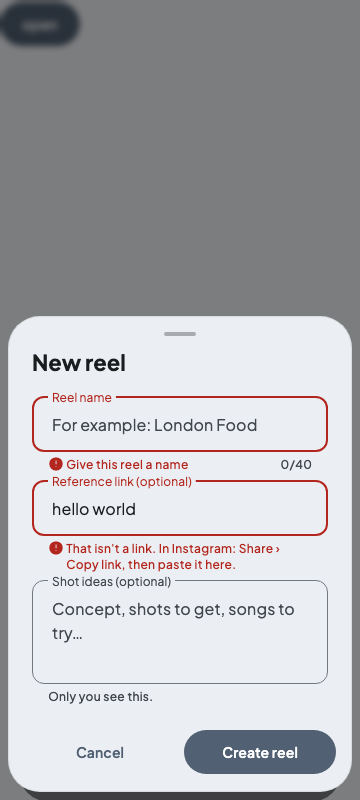 open
New reel
Reel name
For example: London Food
Give this reel a name
0/40
Reference link (optional)
hello world
That isn't a link. In Instagram: Share ›
Copy link, then paste it here.
Shot ideas (optional)
Concept, shots to get, songs to
try…
Only you see this.
Cancel
Create reel